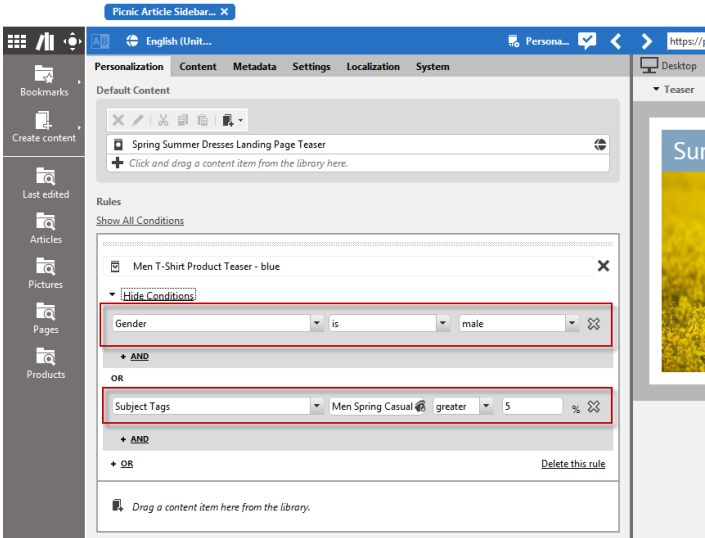 Picnic Article Sidebar... ×
English (Unit...
Persona...
https://p
Personalization Content Metadata Settings Localization System
Desktop
Bookmarks
Create content
Last edited
Articles
Pictures
Pages
Products
Default Content
Spring Summer Dresses Landing Page Teaser
Click and drag a content item from the library here.
Rules
Show All Conditions
Men T-Shirt Product Teaser - blue
Hide Conditions
Gender is male
+ AND
OR
Subject Tags Men Spring Casual greater 5 %
+ AND
+ OR Delete this rule
Drag a content item here from the library.
Teaser
Sur